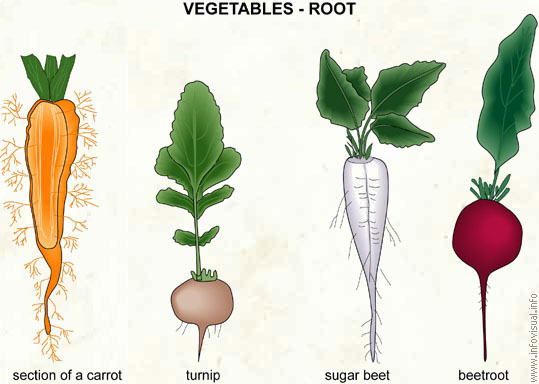 VEGETABLES - ROOT
section of a carrot
turnip
sugar beet
beetroot
www.infovisual.info